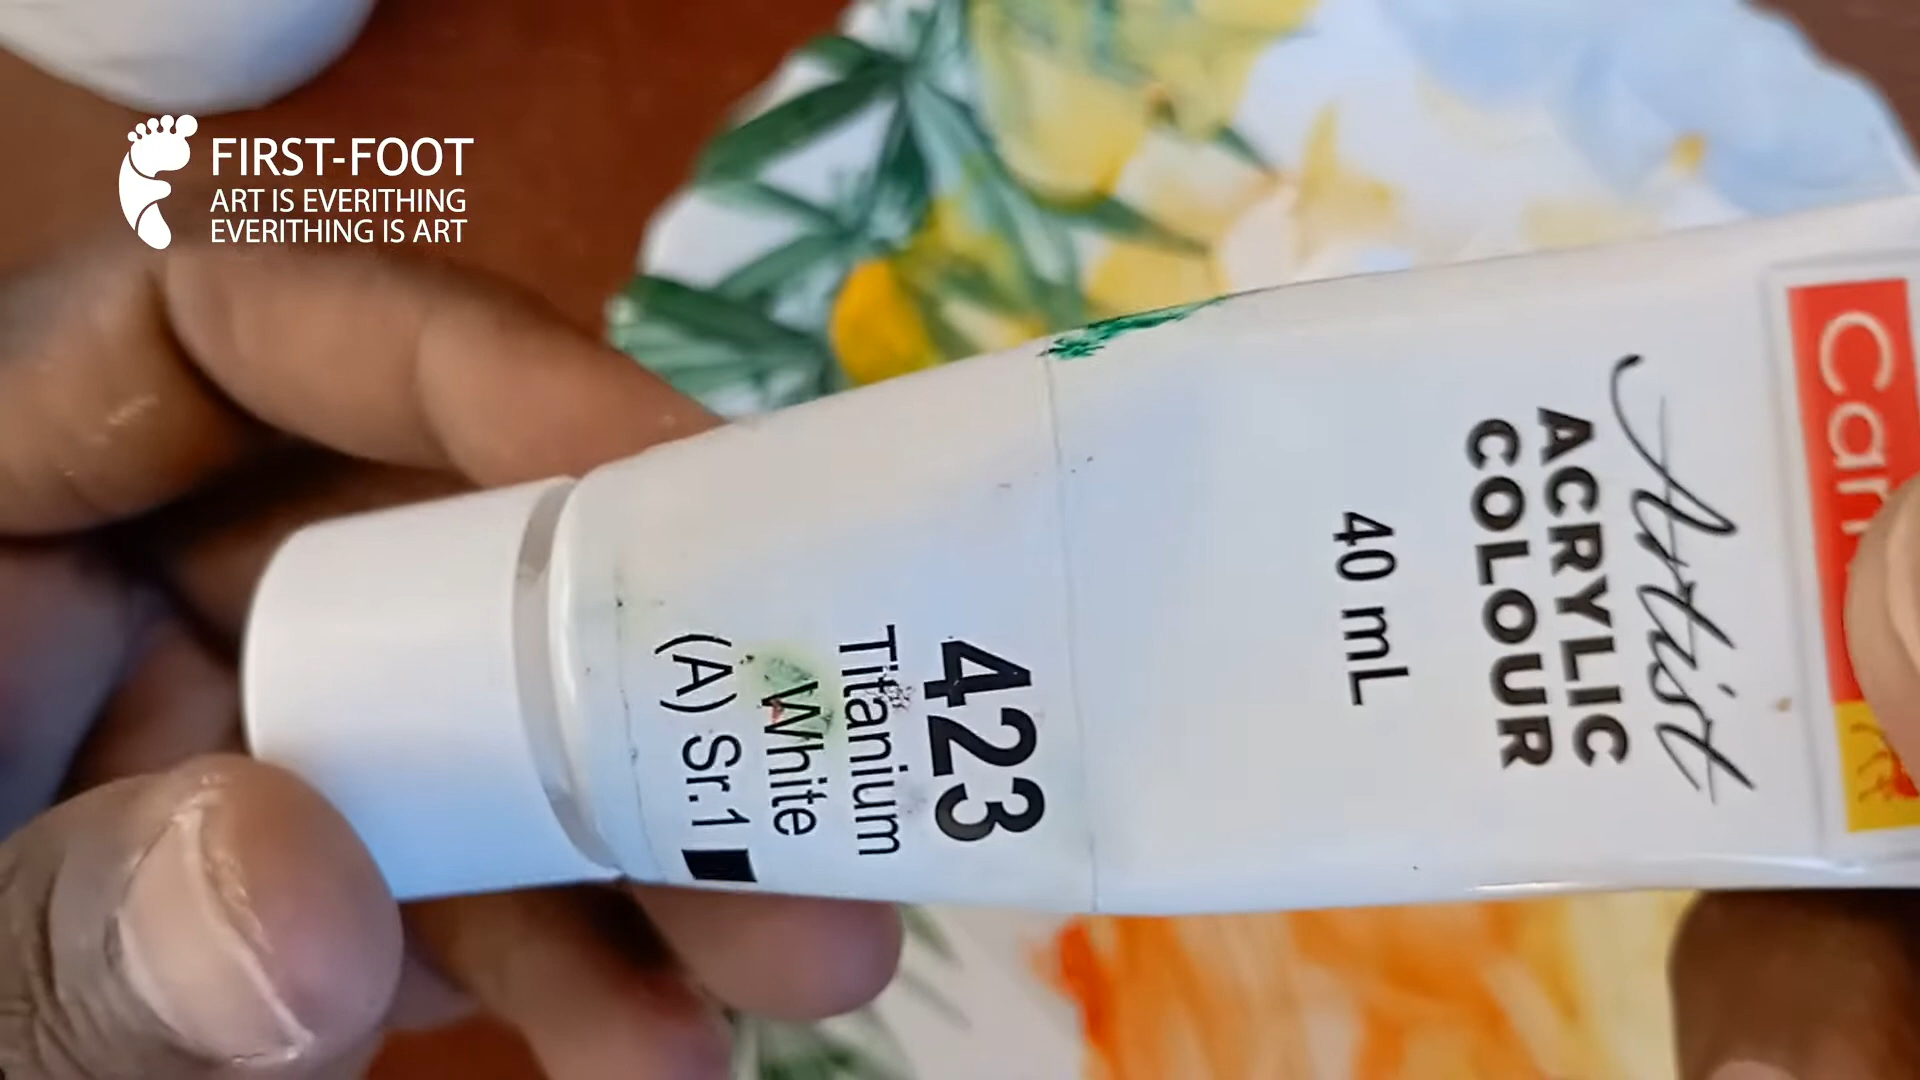 FIRST-FOOT
ART IS EVERITHING
EVERITHING IS ART
Artist
ACRYLIC
COLOUR
40 mL
423
Titanium
White
(A) Sr.1